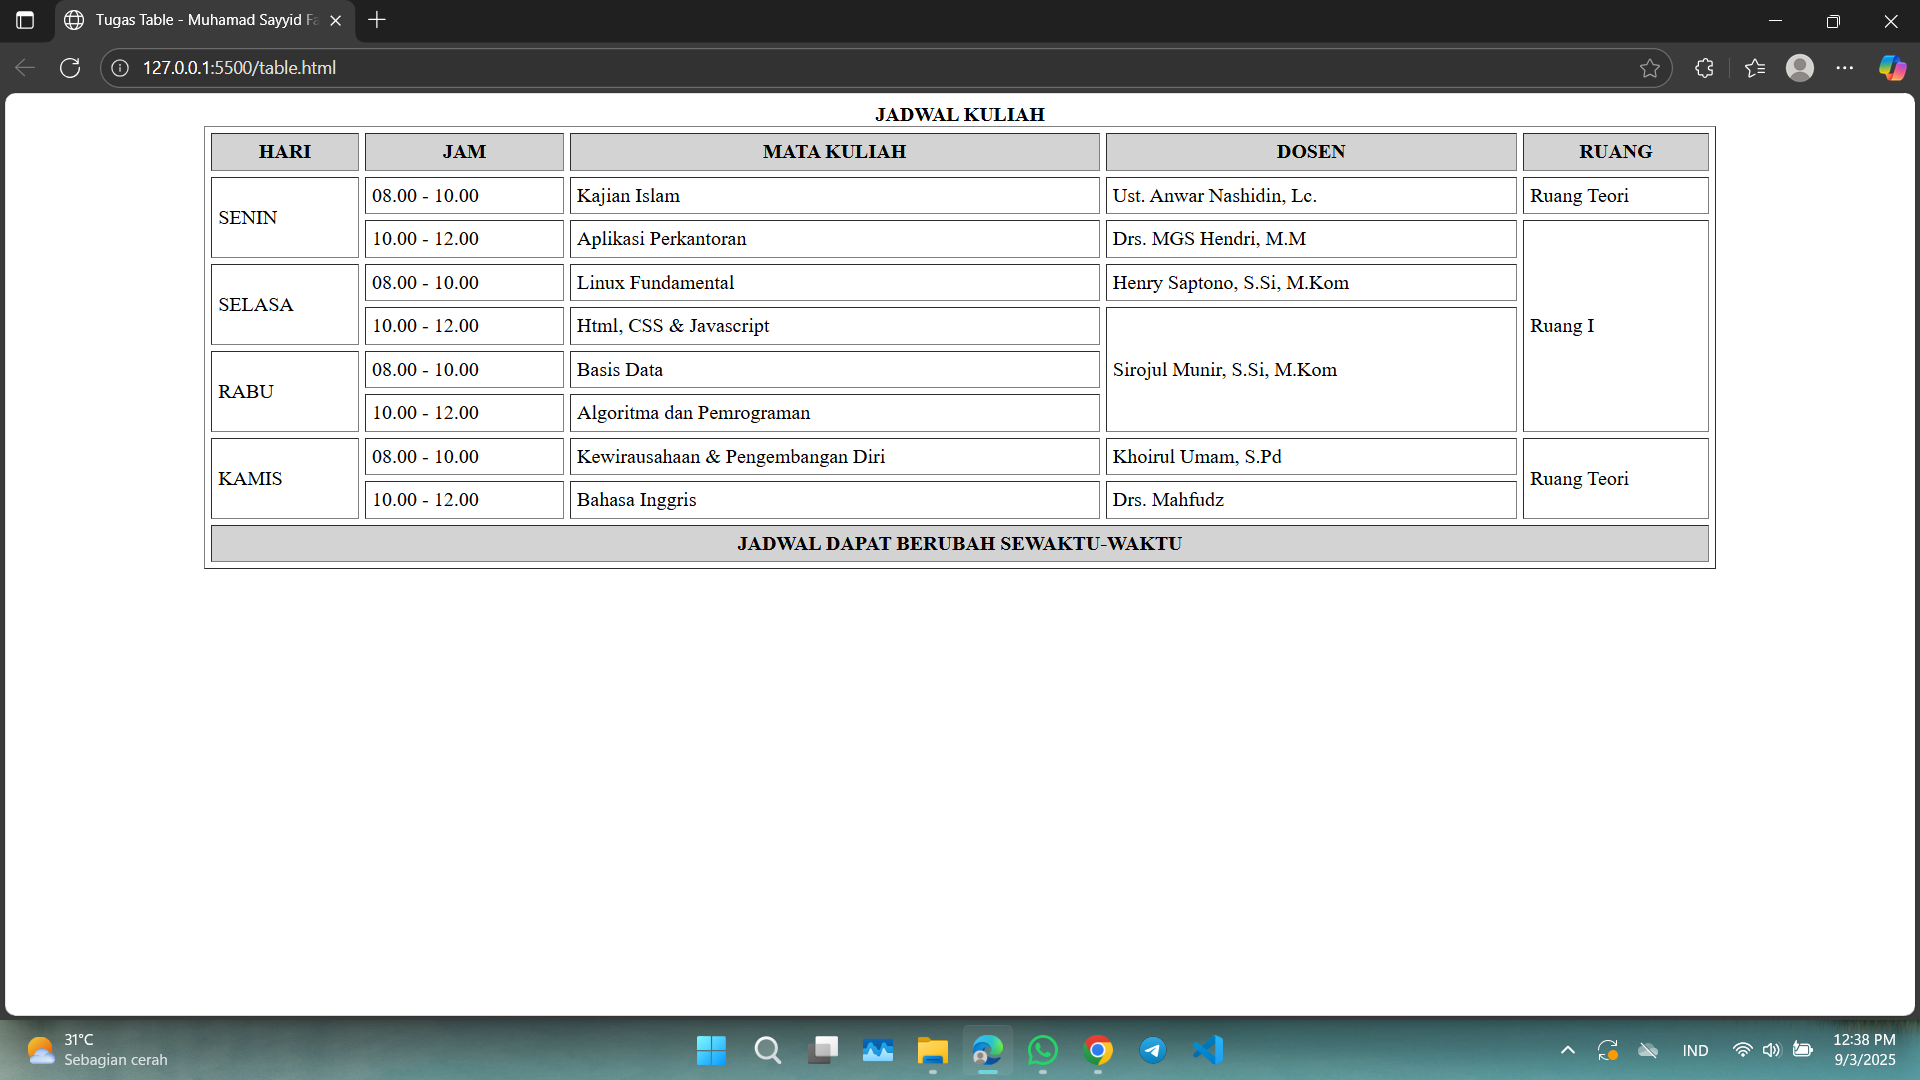 Tugas Table - Muhamad Sayyid Fa
127.0.0.1:5500/table.html
JADWAL KULIAH
HARI JAM MATA KULIAH DOSEN RUANG
SENIN 08.00 - 10.00 Kajian Islam Ust. Anwar Nashidin, Lc. Ruang Teori
10.00 - 12.00 Aplikasi Perkantoran Drs. MGS Hendri, M.M Ruang I
SELASA 08.00 - 10.00 Linux Fundamental Henry Saptono, S.Si, M.Kom
10.00 - 12.00 Html, CSS & Javascript Sirojul Munir, S.Si, M.Kom
RABU 08.00 - 10.00 Basis Data
10.00 - 12.00 Algoritma dan Pemrograman
KAMIS 08.00 - 10.00 Kewirausahaan & Pengembangan Diri Khoirul Umam, S.Pd Ruang Teori
10.00 - 12.00 Bahasa Inggris Drs. Mahfudz
JADWAL DAPAT BERUBAH SEWAKTU-WAKTU
31°C
Sebagian cerah
IND
12:38 PM
9/3/2025